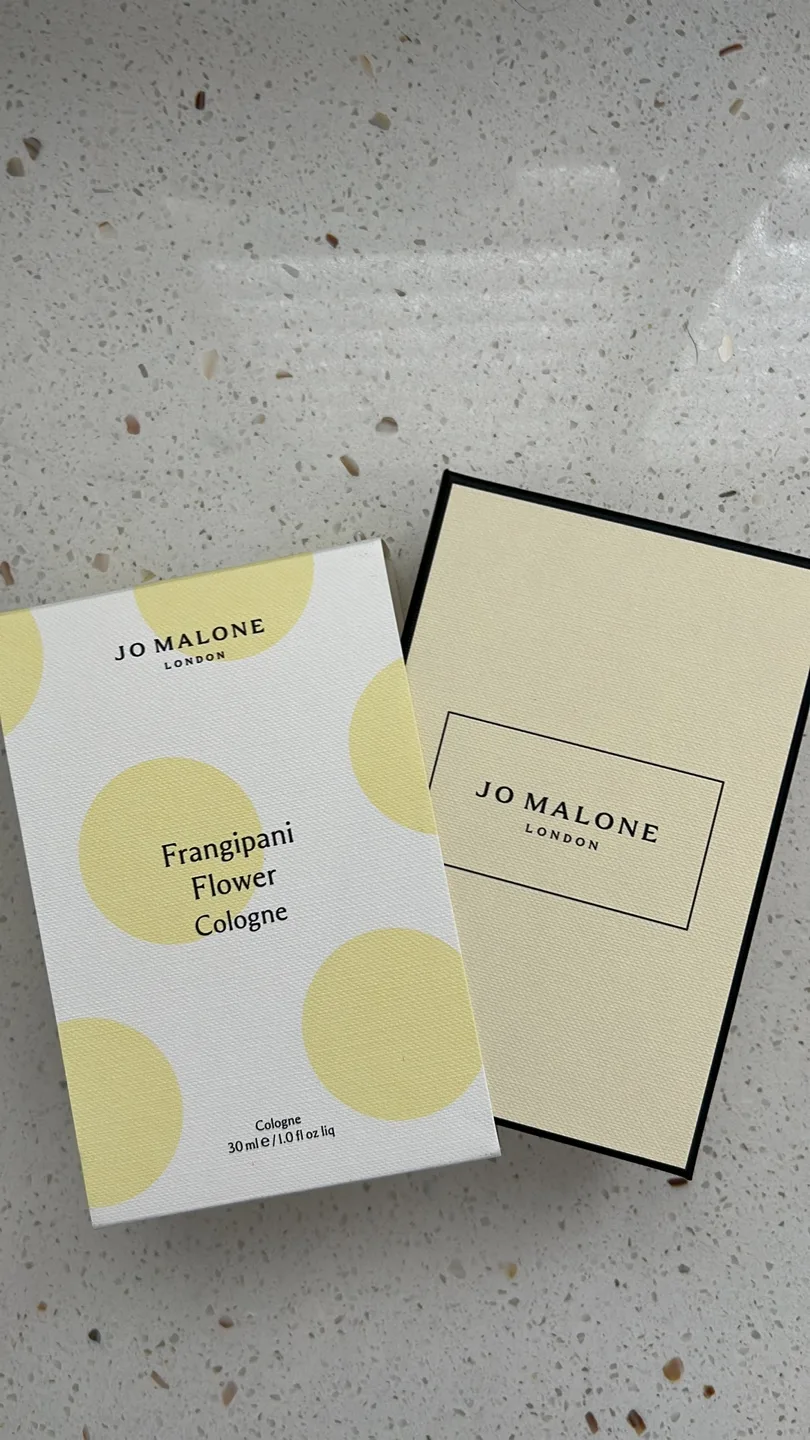 JO MALONE
LONDON
Frangipani
Flower
Cologne
Cologne
30 ml e / 1.0 fl oz liq
JO MALONE
LONDON